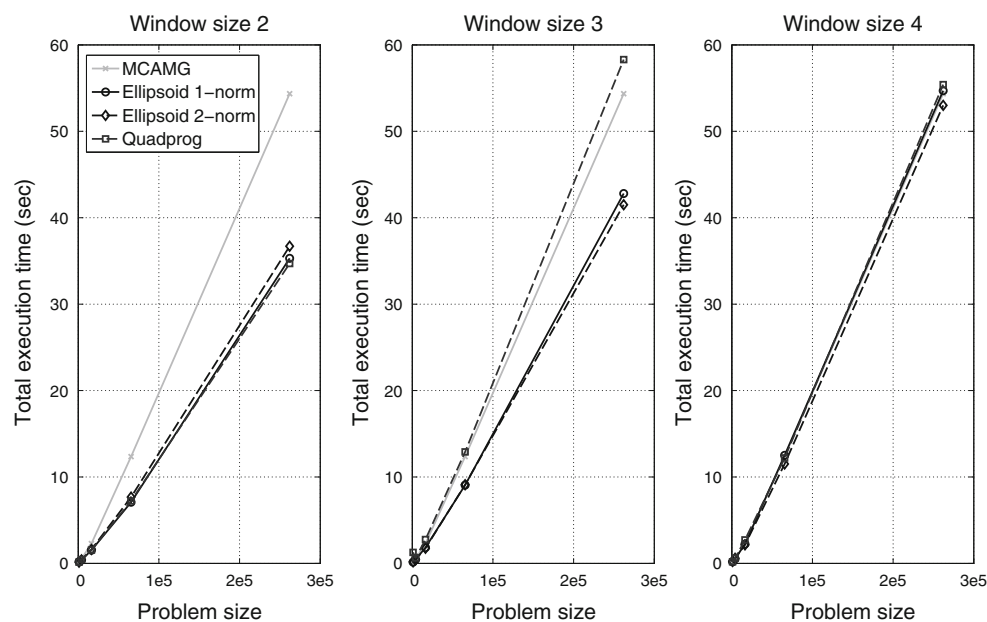 Window size 2
60
50
40
30
20
10
0
0 1e5 2e5 3e5
Total execution time (sec)
Problem size
MCAMG
Ellipsoid 1−norm
Ellipsoid 2−norm
Quadprog
Window size 3
60
50
40
30
20
10
0
0 1e5 2e5 3e5
Total execution time (sec)
Problem size
Window size 4
60
50
40
30
20
10
0
0 1e5 2e5 3e5
Total execution time (sec)
Problem size